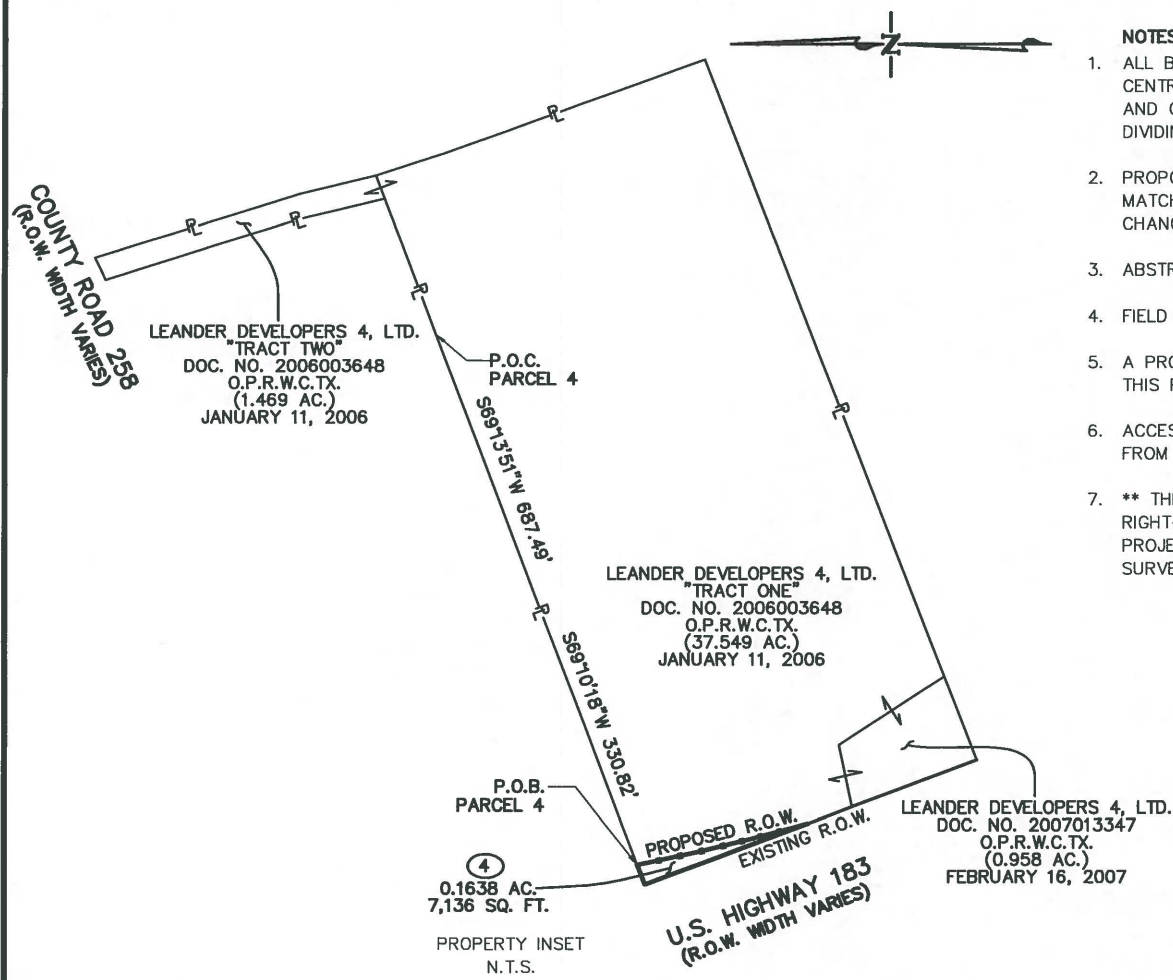 N
COUNTY ROAD 258
(R.O.W. WIDTH VARIES)
LEANDER DEVELOPERS 4, LTD.
"TRACT TWO"
DOC. NO. 2006003648
O.P.R.W.C.TX.
(1.469 AC.)
JANUARY 11, 2006
P.O.C.
PARCEL 4
S69°13'51"W 687.49'
LEANDER DEVELOPERS 4, LTD.
"TRACT ONE"
DOC. NO. 2006003648
O.P.R.W.C.TX.
(37.549 AC.)
JANUARY 11, 2006
S69°10'18"W 330.82'
P.O.B.
PARCEL 4
4
0.1638 AC.
7,136 SQ. FT.
PROPERTY INSET
N.T.S.
PROPOSED R.O.W.
EXISTING R.O.W.
U.S. HIGHWAY 183
(R.O.W. WIDTH VARIES)
LEANDER DEVELOPERS 4, LTD.
DOC. NO. 2007013347
O.P.R.W.C.TX.
(0.958 AC.)
FEBRUARY 16, 2007
NOTES
1. ALL B
CENTR
AND
DIVIDIN
2. PROPO
MATCH
CHANG
3. ABSTR
4. FIELD
5. A PRO
THIS
6. ACCES
FROM
7. ** TH
RIGHT-
PROJE
SURVE